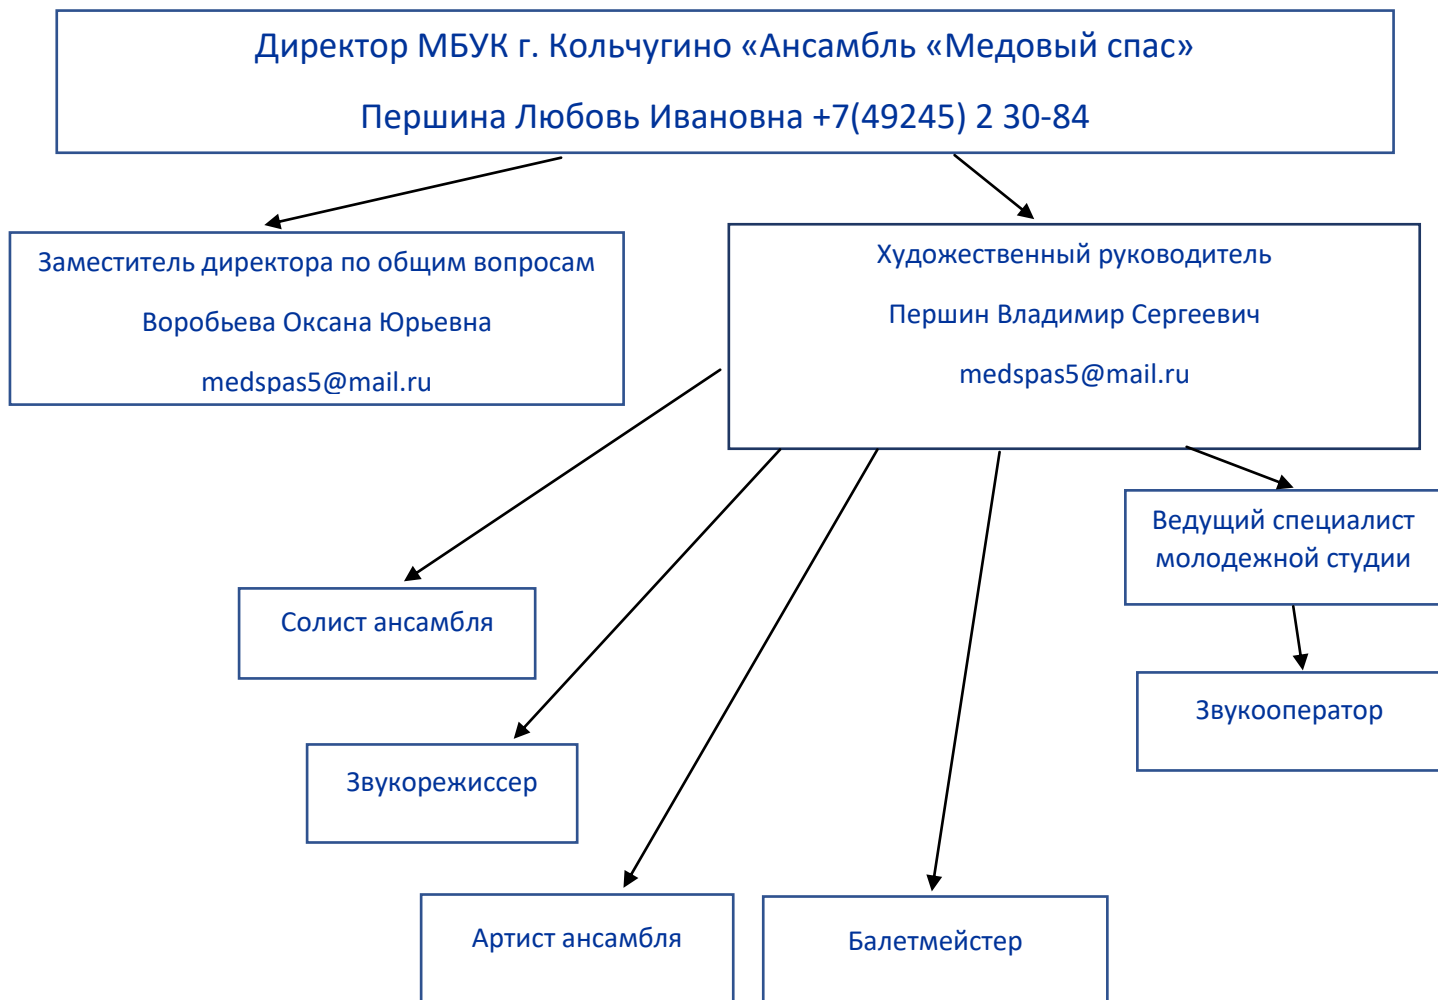 Директор МБУК г. Кольчугино «Ансамбль «Медовый спас»
Першина Любовь Ивановна +7(49245) 2 30-84
Заместитель директора по общим вопросам
Воробьева Оксана Юрьевна
medspas5@mail.ru
Художественный руководитель
Першин Владимир Сергеевич
medspas5@mail.ru
Ведущий специалист
молодежной студии
Солист ансамбля
Звукооператор
Звукорежиссер
Артист ансамбля
Балетмейстер